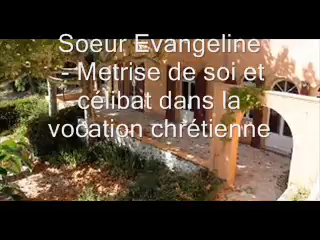 Soeur Evangeline
- Metrise de soi et
célibat dans la
vocation chrétienne